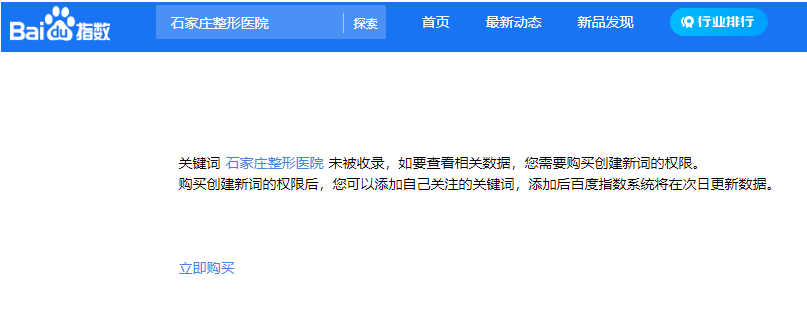 Bai du 指数
石家庄整形医院 探索 首页 最新动态 新品发现 行业排行
关键词 石家庄整形医院 未被收录，如要查看相关数据，您需要购买创建新词的权限。
购买创建新词的权限后，您可以添加自己关注的关键词，添加后百度指数系统将在次日更新数据。
立即购买